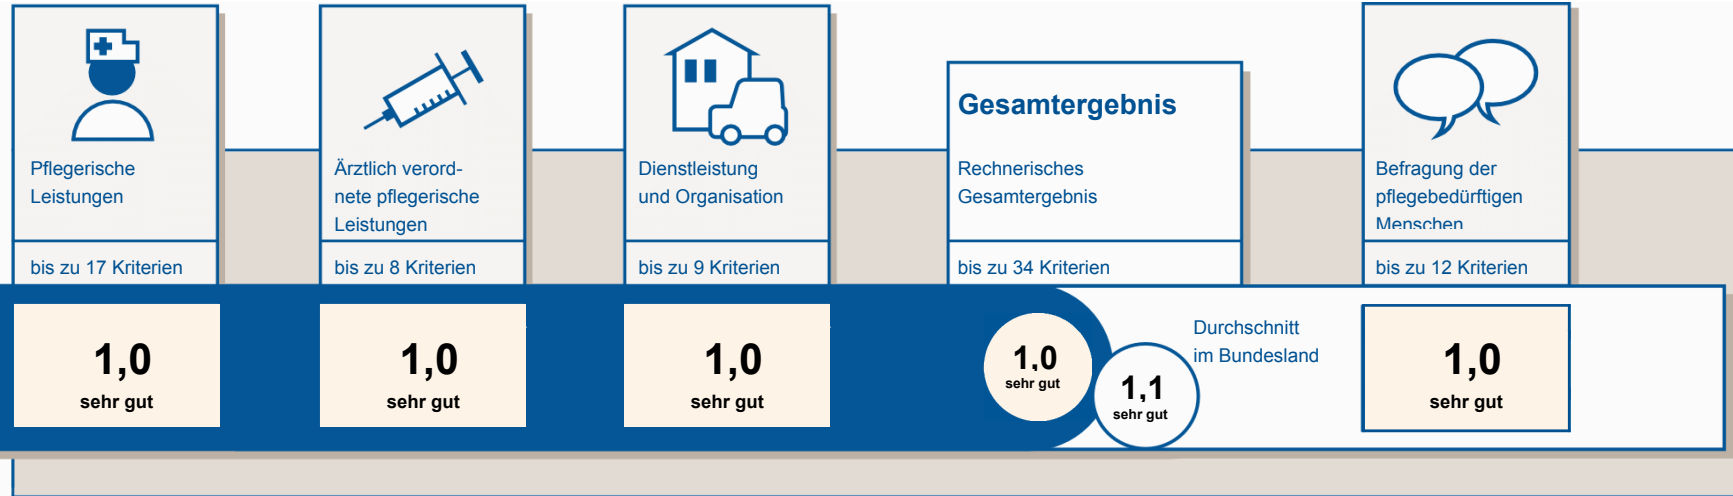 Pflegerische
Leistungen
bis zu 17 Kriterien
1,0
sehr gut
Ärztlich verord-
nete pflegerische
Leistungen
bis zu 8 Kriterien
1,0
sehr gut
Dienstleistung
und Organisation
bis zu 9 Kriterien
1,0
sehr gut
Gesamtergebnis
Rechnerisches
Gesamtergebnis
bis zu 34 Kriterien
1,0
sehr gut
1,1
sehr gut
Durchschnitt
im Bundesland
Befragung der
pflegebedürftigen
Menschen
bis zu 12 Kriterien
1,0
sehr gut